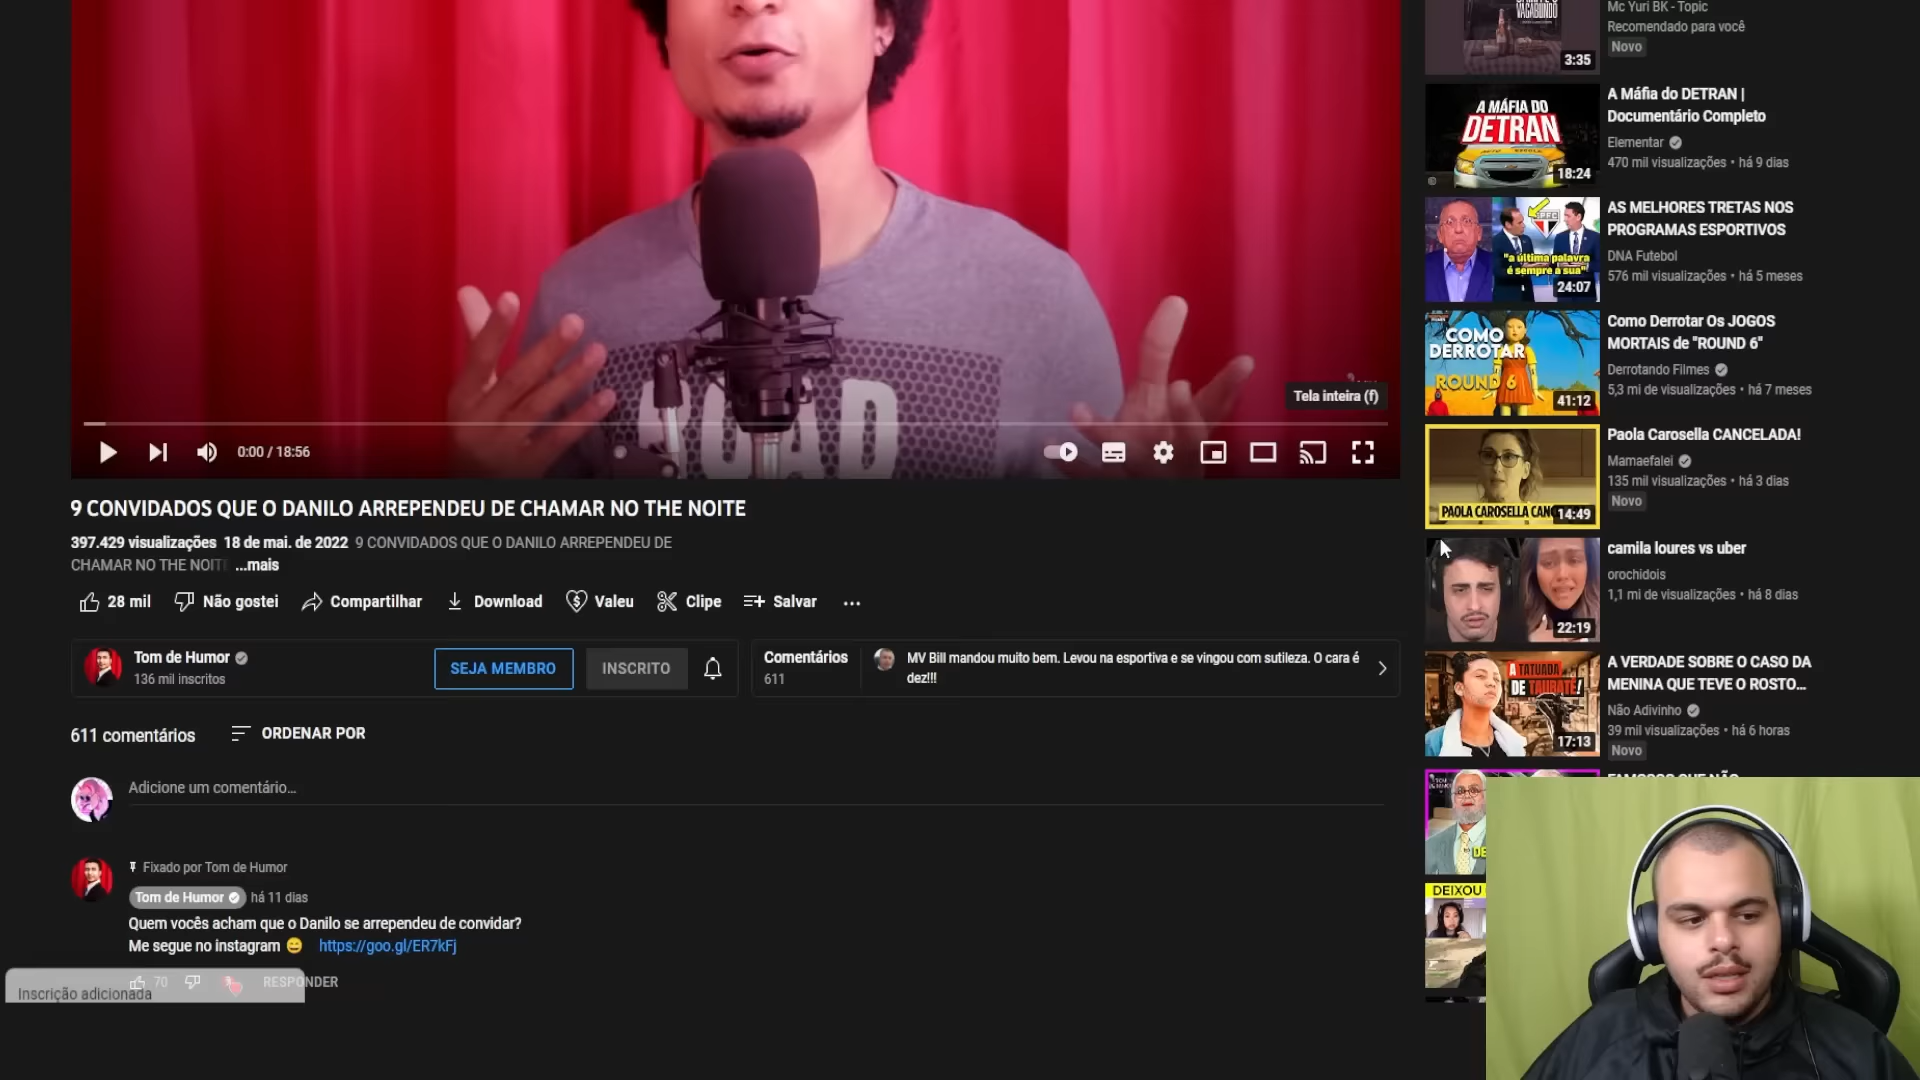 Tela inteira (f)
0:00 / 18:56
9 CONVIDADOS QUE O DANILO ARREPENDEU DE CHAMAR NO THE NOITE
397.429 visualizações 18 de mai. de 2022 9 CONVIDADOS QUE O DANILO ARREPENDEU DE
CHAMAR NO THE NOITE ...mais
28 mil Não gostei Compartilhar Download Valeu Clipe Salvar ...
Tom de Humor
136 mil inscritos
SEJA MEMBRO
INSCRITO
Comentários
611
MV Bill mandou muito bem. Levou na esportiva e se vingou com sutileza. O cara é
dez!!!
611 comentários
ORDENAR POR
Adicione um comentário...
Fixado por Tom de Humor
Tom de Humor há 11 dias
Quem vocês acham que o Danilo se arrependeu de convidar?
Me segue no instagram 😄 https://goo.gl/ER7kFj
70 RESPONDER
Inscrição adicionada
VAGABUNDO
3:35
Mc Yuri BK - Topic
Recomendado para você
Novo
A MÁFIA DO
DETRAN
18:24
A Máfia do DETRAN |
Documentário Completo
Elementar
470 mil visualizações • há 9 dias
"a última palavra
é sempre a sua"
24:07
AS MELHORES TRETAS NOS
PROGRAMAS ESPORTIVOS
DNA Futebol
576 mil visualizações • há 5 meses
COMO
DERROTAR
ROUND 6
41:12
Como Derrotar Os JOGOS
MORTAIS de "ROUND 6"
Derrotando Filmes
5,3 mi de visualizações • há 7 meses
PAOLA CAROSELLA CANC
14:49
Paola Carosella CANCELADA!
Mamaefalei
135 mil visualizações • há 3 dias
Novo
22:19
camila loures vs uber
orochidois
1,1 mi de visualizações • há 8 dias
A TATUADA
DE TAUBATÉ!
17:13
A VERDADE SOBRE O CASO DA
MENINA QUE TEVE O ROSTO...
Não Adivinho
39 mil visualizações • há 6 horas
Novo
FAMOSOS QUE NÃO
DE
DEIXOU